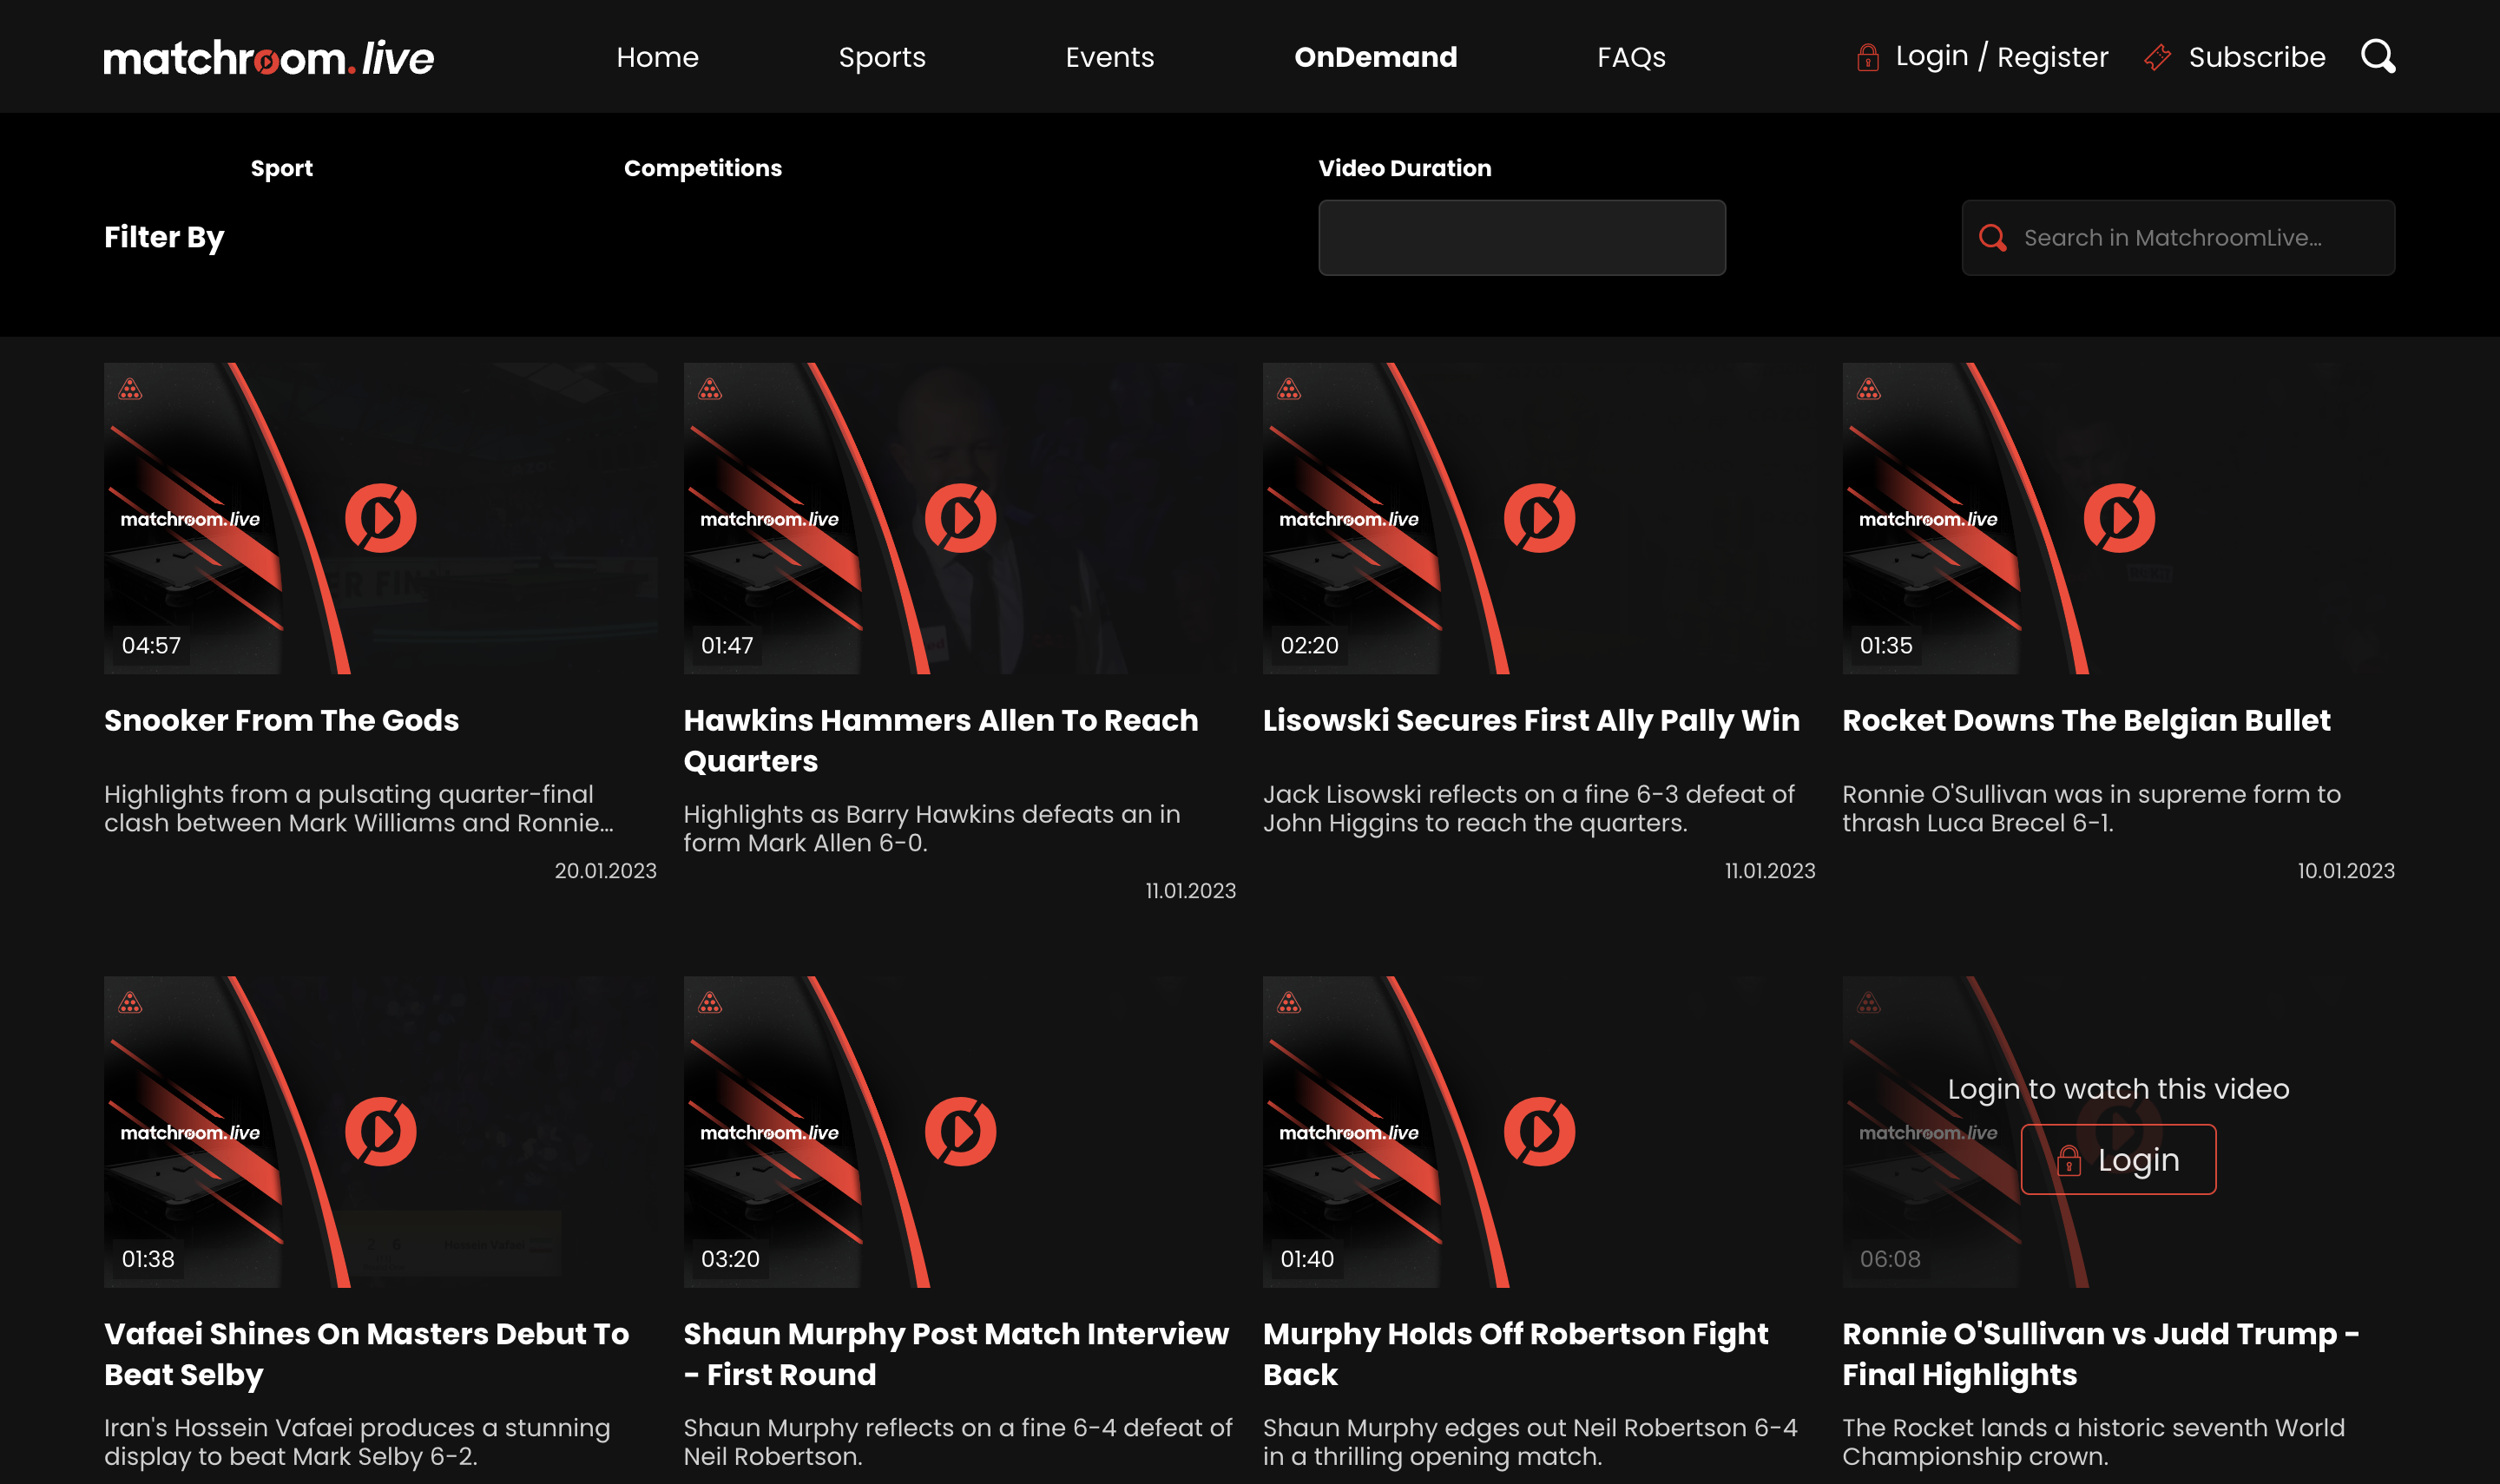 matchroom.live
Home
Sports
Events
OnDemand
FAQs
Login / Register
Subscribe
Sport
Competitions
Video Duration
Filter By
Search in MatchroomLive...
matchroom.live
ER FINAL
04:57
matchroom.live
01:47
matchroom.live
02:20
matchroom.live
01:35
Snooker From The Gods
Highlights from a pulsating quarter-final
clash between Mark Williams and Ronnie...
20.01.2023
Hawkins Hammers Allen To Reach
Quarters
Highlights as Barry Hawkins defeats an in
form Mark Allen 6-0.
11.01.2023
Lisowski Secures First Ally Pally Win
Jack Lisowski reflects on a fine 6-3 defeat of
John Higgins to reach the quarters.
11.01.2023
Rocket Downs The Belgian Bullet
Ronnie O'Sullivan was in supreme form to
thrash Luca Brecel 6-1.
10.01.2023
matchroom.live
2 6 Hossein Vafaei
01:38
matchroom.live
03:20
matchroom.live
01:40
Login to watch this video
matchroom.live
Login
06:08
Vafaei Shines On Masters Debut To
Beat Selby
Iran's Hossein Vafaei produces a stunning
display to beat Mark Selby 6-2.
Shaun Murphy Post Match Interview
- First Round
Shaun Murphy reflects on a fine 6-4 defeat of
Neil Robertson.
Murphy Holds Off Robertson Fight
Back
Shaun Murphy edges out Neil Robertson 6-4
in a thrilling opening match.
Ronnie O'Sullivan vs Judd Trump -
Final Highlights
The Rocket lands a historic seventh World
Championship crown.